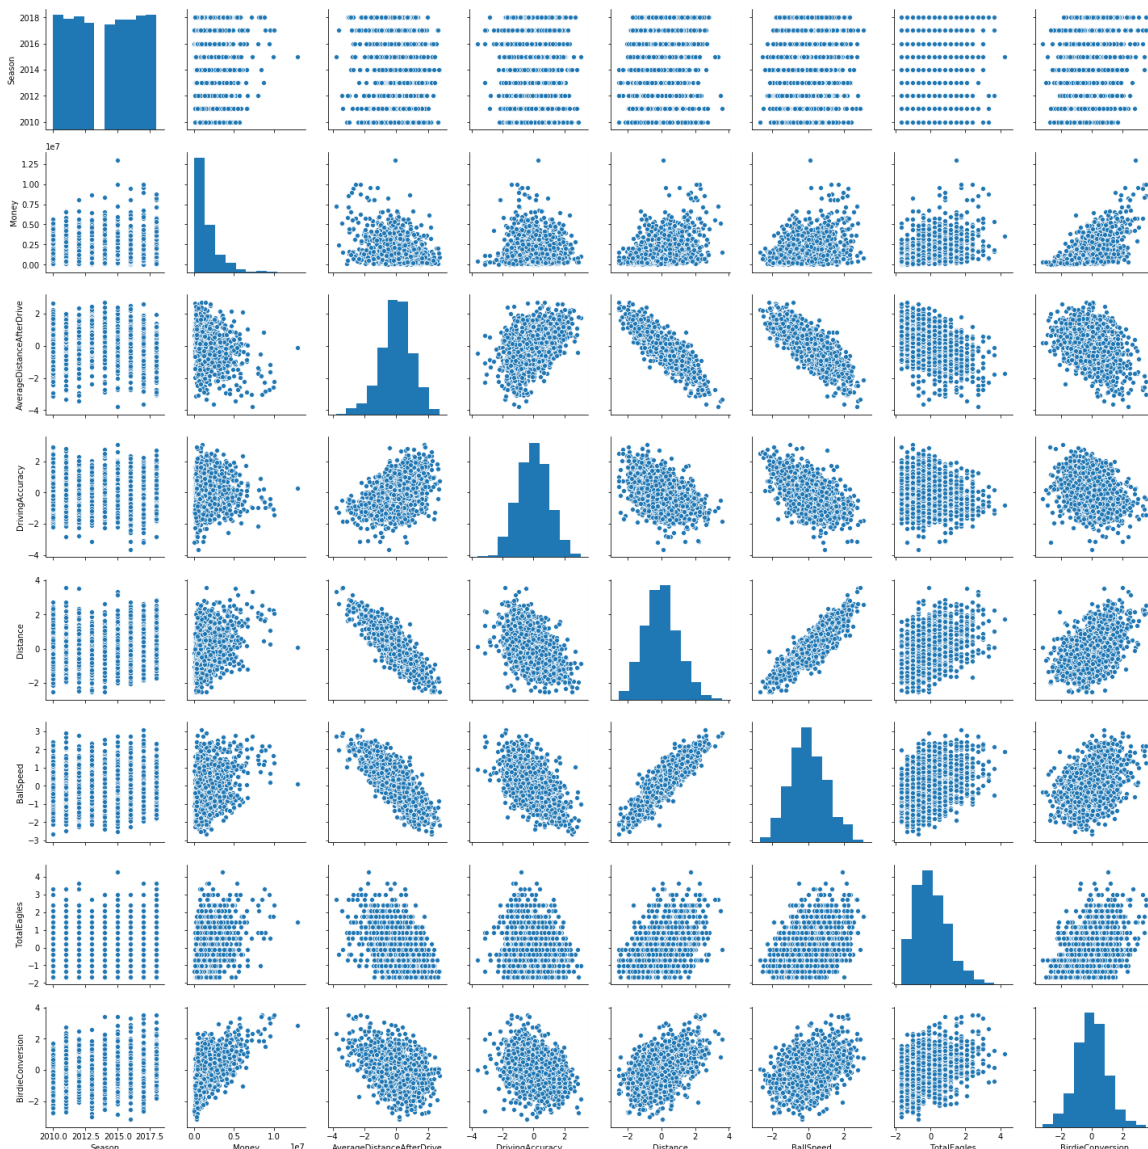 2018
2016
2014
2012
2010
Season
1e7
1.25
1.00
0.75
0.50
0.25
0.00
Money
2
0
−2
−4
AverageDistanceAfterDrive
2
0
−2
−4
DrivingAccuracy
4
2
0
−2
Distance
3
2
1
0
−1
−2
−3
BallSpeed
4
3
2
1
0
−1
−2
TotalEagles
4
2
0
−2
BirdieConversion
2010.0 2012.5 2015.0 2017.5
Season
0.0 0.5 1.0
1e7
Money
−4 −2 0 2
AverageDistanceAfterDrive
−4 −2 0 2
DrivingAccuracy
−2 0 2 4
Distance
−2 0 2
BallSpeed
−2 0 2 4
TotalEagles
−2 0 2
BirdieConversion